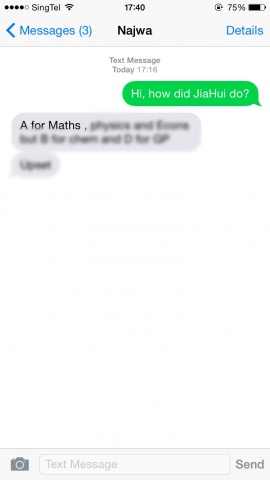 SingTel 17:40 75%
Messages (3) Najwa Details
Text Message
Today 17:16
Hi, how did JiaHui do?
A for Maths , physics and Econs
but B for chem and D for GP
Upset
Text Message Send